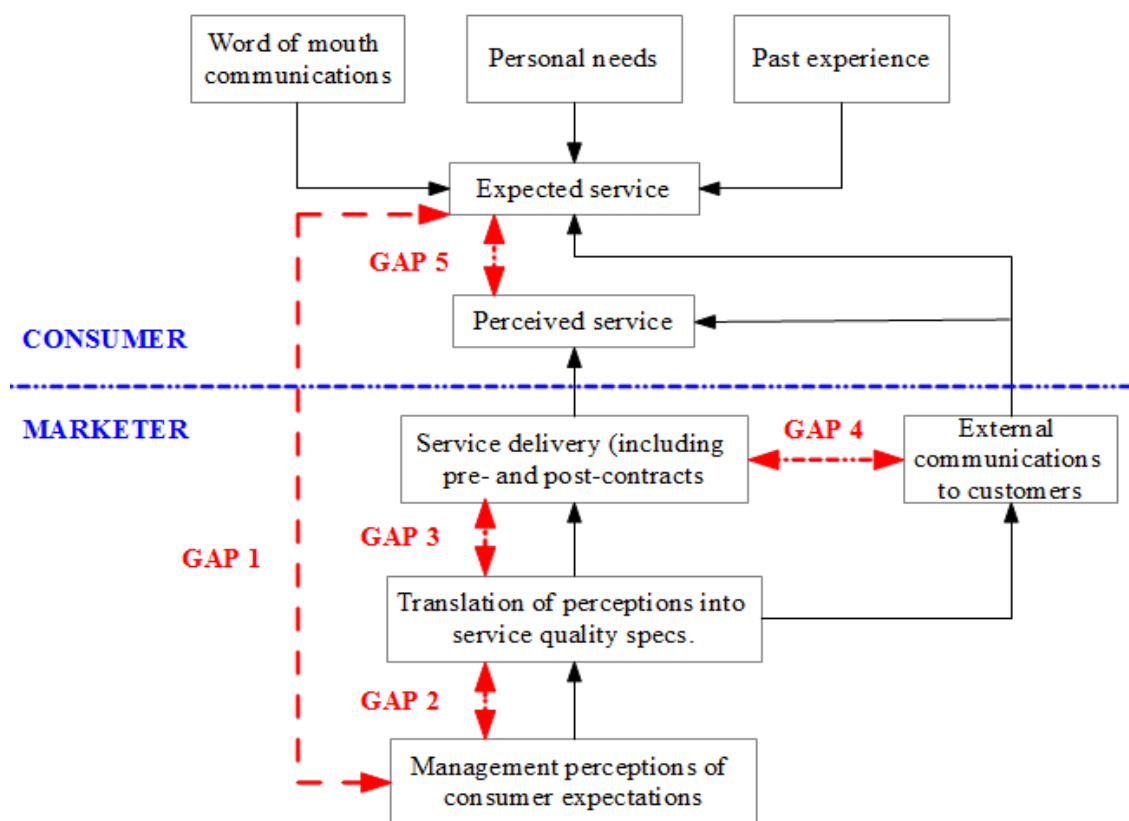 Word of mouth
communications
Personal needs
Past experience
Expected service
GAP 5
Perceived service
CONSUMER
MARKETER
Service delivery (including
pre- and post-contracts
GAP 4
External
communications
to customers
GAP 3
GAP 1
Translation of perceptions into
service quality specs.
GAP 2
Management perceptions of
consumer expectations